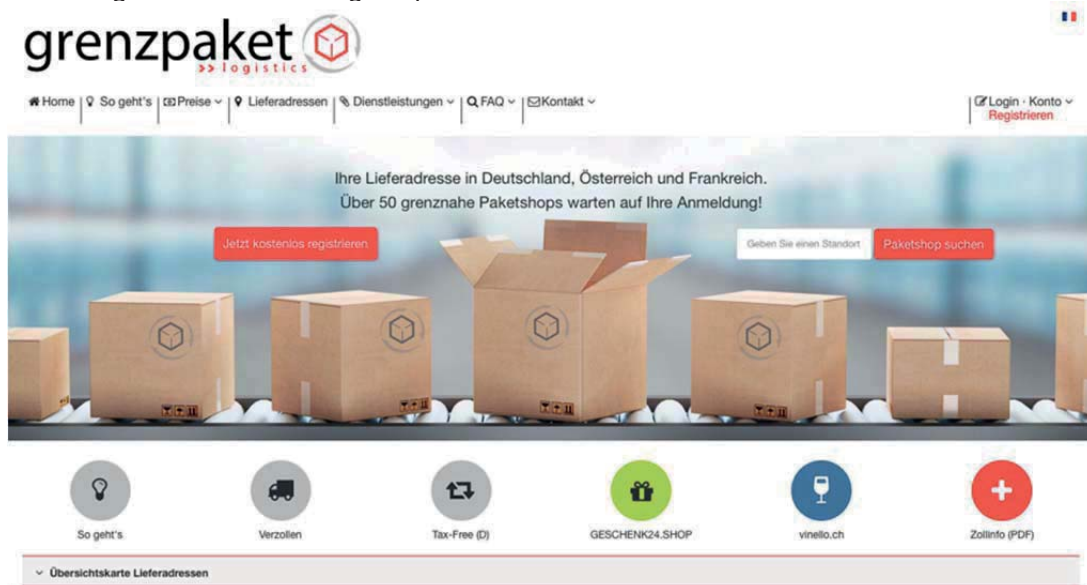 grenzpaket
>> logistics
Home So geht's Preise Lieferadressen Dienstleistungen FAQ Kontakt Login · Konto
Registrieren
Ihre Lieferadresse in Deutschland, Österreich und Frankreich.
Über 50 grenznahe Paketshops warten auf Ihre Anmeldung!
Jetzt kostenlos registrieren Geben Sie einen Standort Paketshop suchen
So geht's Verzollen Tax-Free (D) GESCHENK24.SHOP vinello.ch Zollinfo (PDF)
Übersichtskarte Lieferadressen